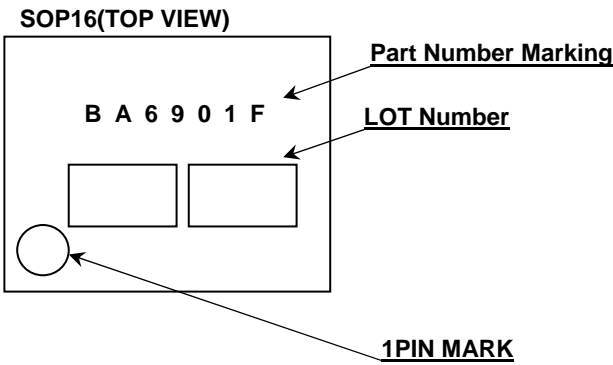 SOP16(TOP VIEW)
Part Number Marking
B A 6 9 0 1 F
LOT Number
1PIN MARK